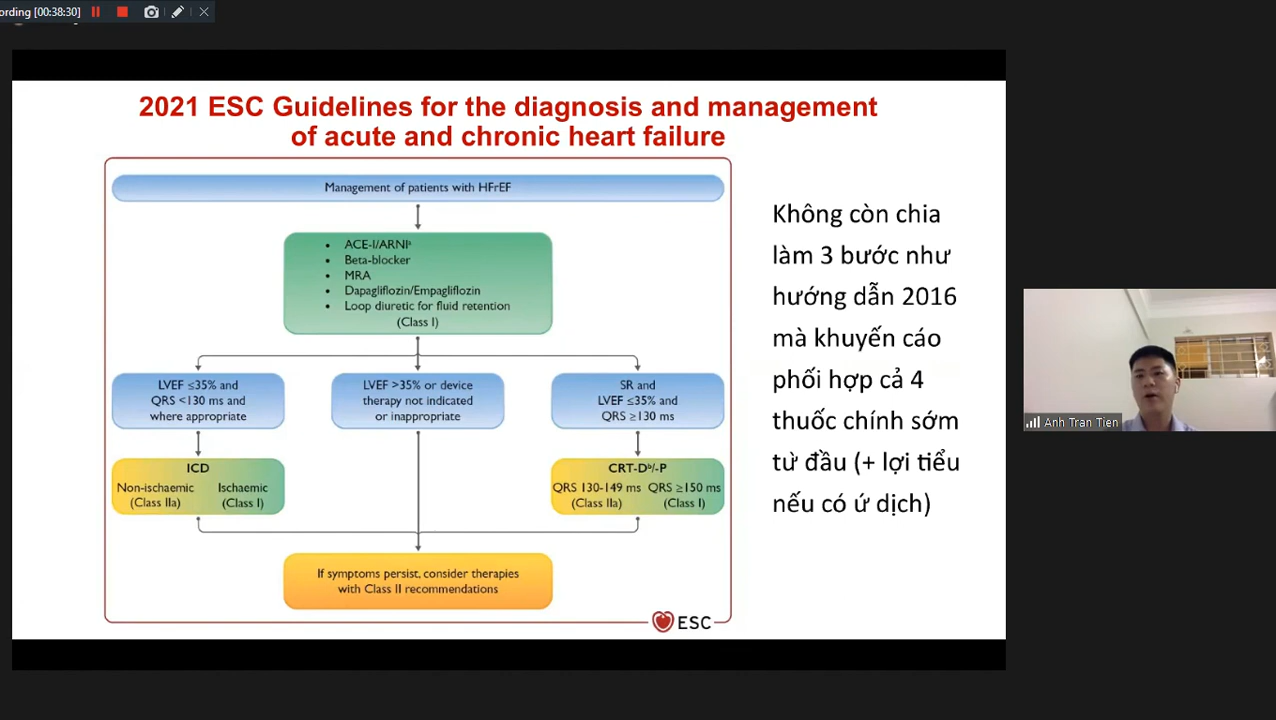 ording [00:38:30]
2021 ESC Guidelines for the diagnosis and management
of acute and chronic heart failure
Management of patients with HFrEF
• ACE-I/ARNIᵃ
• Beta-blocker
• MRA
• Dapagliflozin/Empagliflozin
• Loop diuretic for fluid retention
(Class I)
LVEF ≤35% and
QRS <130 ms and
where appropriate
LVEF >35% or device
therapy not indicated
or inappropriate
SR and
LVEF ≤35% and
QRS ≥130 ms
ICD
Non-ischaemic
(Class IIa)
Ischaemic
(Class I)
CRT-Dᵇ/-P
QRS 130-149 ms
(Class IIa)
QRS ≥150 ms
(Class I)
If symptoms persist, consider therapies
with Class II recommendations
ESC
Không còn chia
làm 3 bước như
hướng dẫn 2016
mà khuyến cáo
phối hợp cả 4
thuốc chính sớm
từ đầu (+ lợi tiểu
nếu có ứ dịch)
Anh Tran Tien